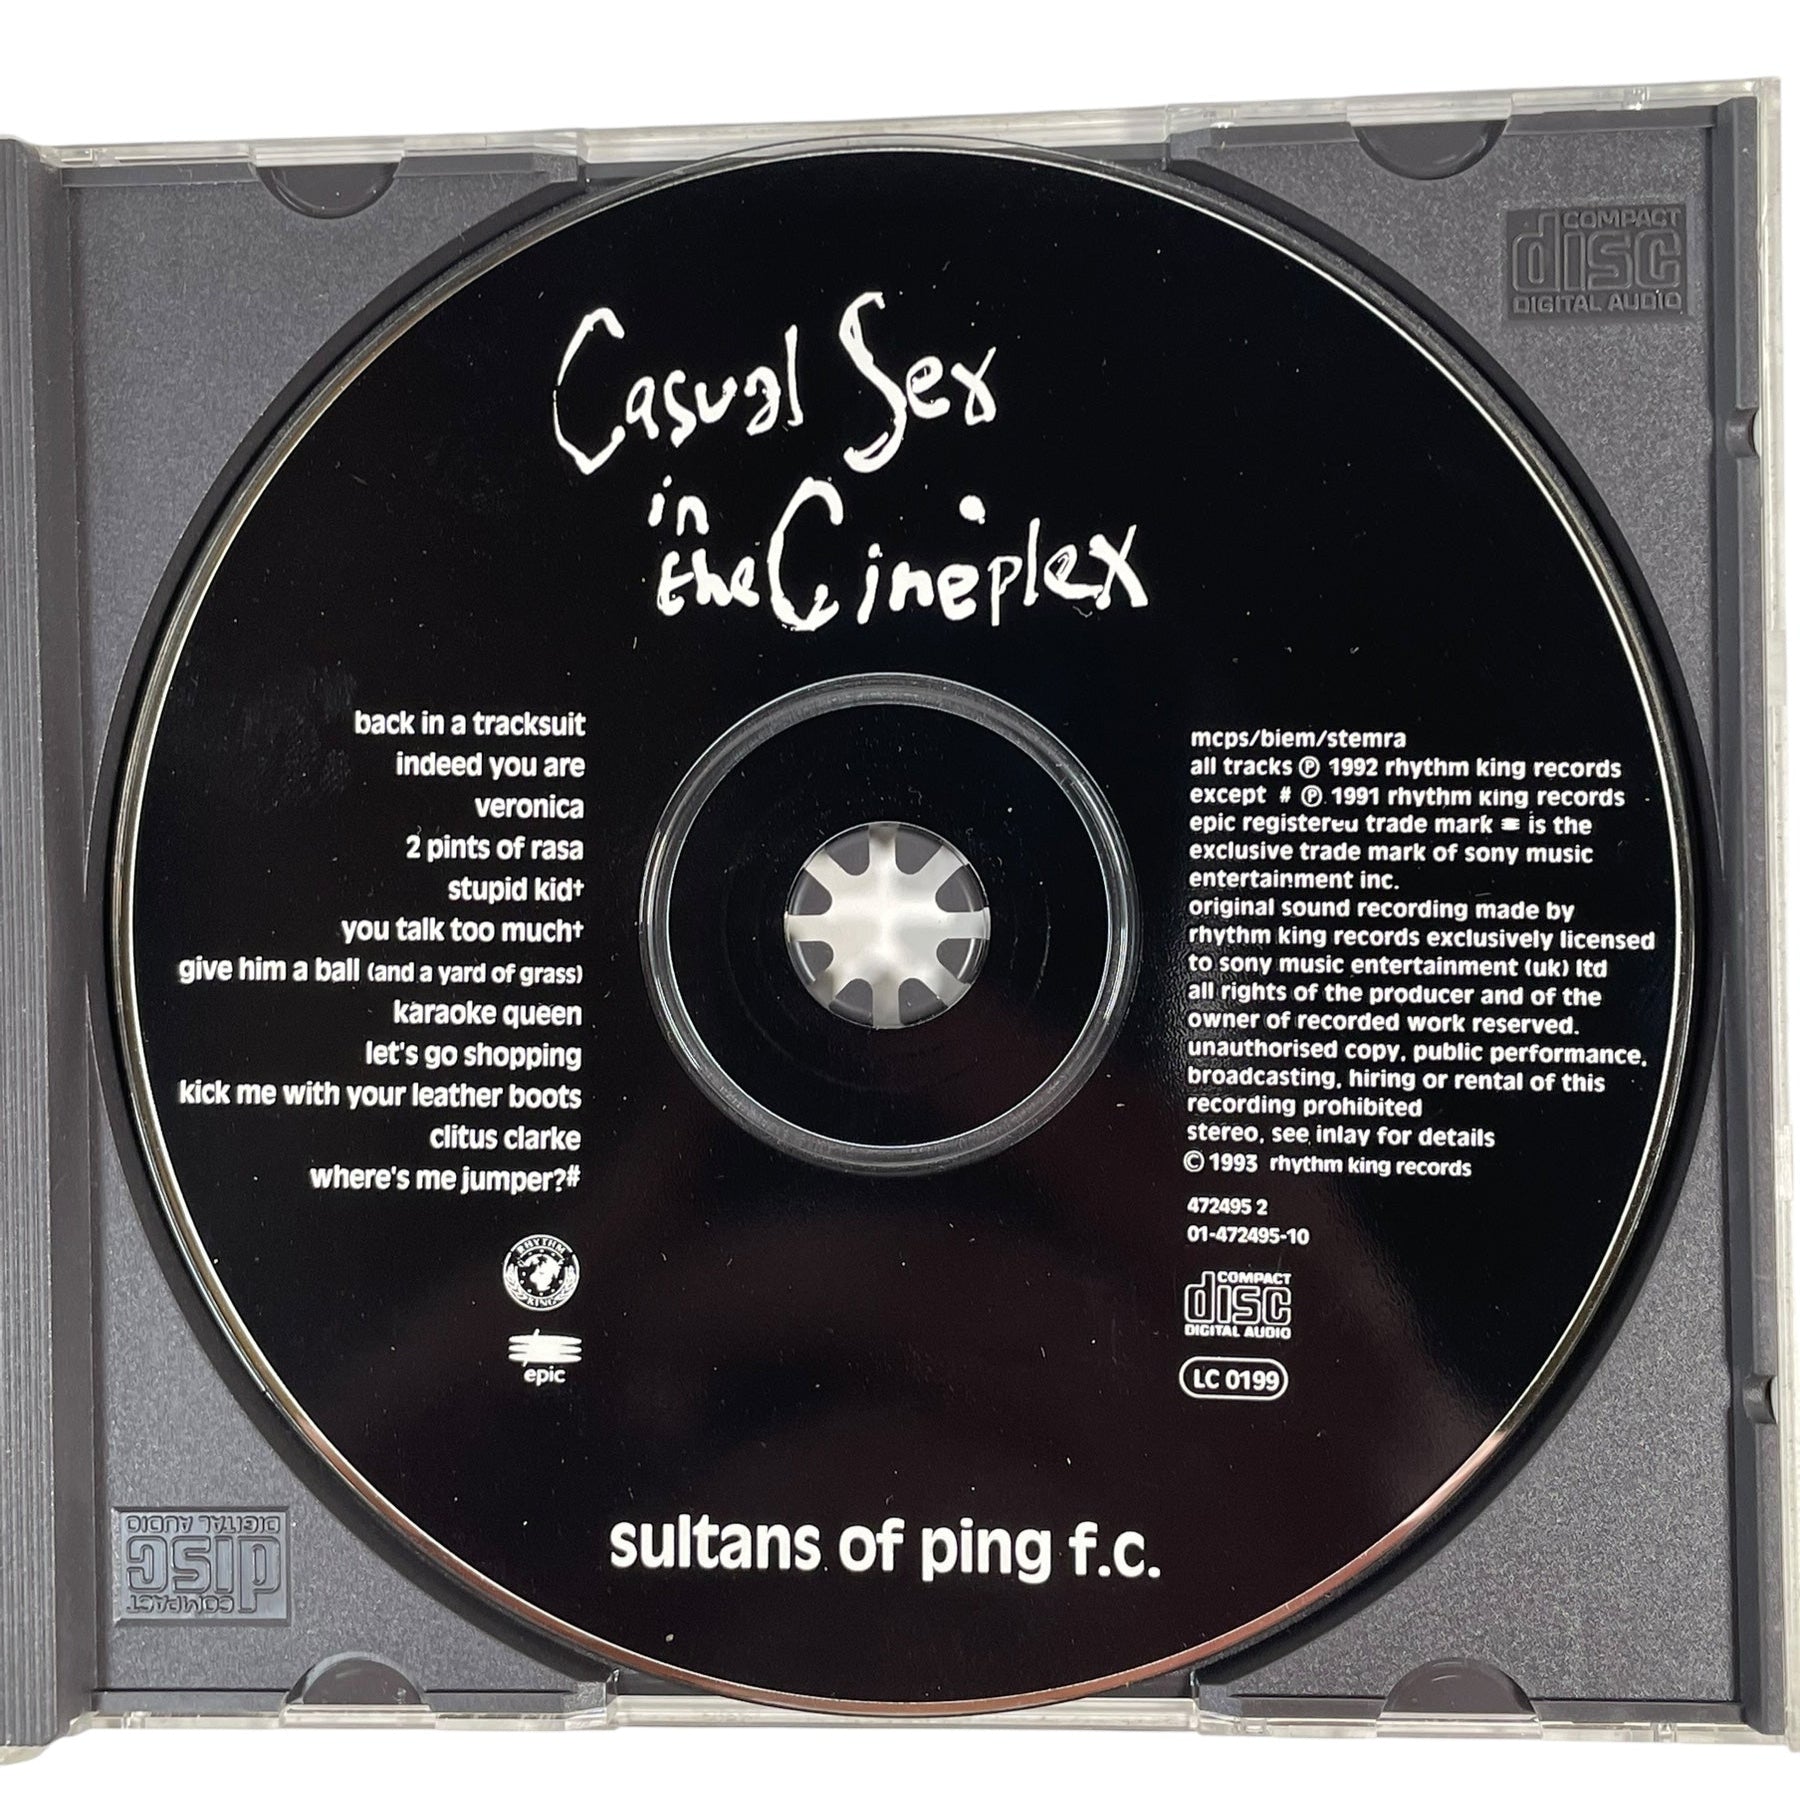 Casual Sex
in
the Cineplex
back in a tracksuit
indeed you are
veronica
2 pints of rasa
stupid kid†
you talk too much†
give him a ball (and a yard of grass)
karaoke queen
let's go shopping
kick me with your leather boots
clitus clarke
where's me jumper?#
RHYTHM
KING
epic
mcps/biem/stemra
all tracks ℗ 1992 rhythm king records
except # ℗ 1991 rhythm king records
epic registered trade mark is the
exclusive trade mark of sony music
entertainment inc.
original sound recording made by
rhythm king records exclusively licensed
to sony music entertainment (uk) ltd
all rights of the producer and of the
owner of recorded work reserved.
unauthorised copy, public performance,
broadcasting, hiring or rental of this
recording prohibited
stereo, see inlay for details
© 1993 rhythm king records
472495 2
01-472495-10
COMPACT
disc
DIGITAL AUDIO
LC 0199
sultans of ping f.c.
COMPACT
disc
DIGITAL AUDIO
COMPACT
disc
DIGITAL AUDIO